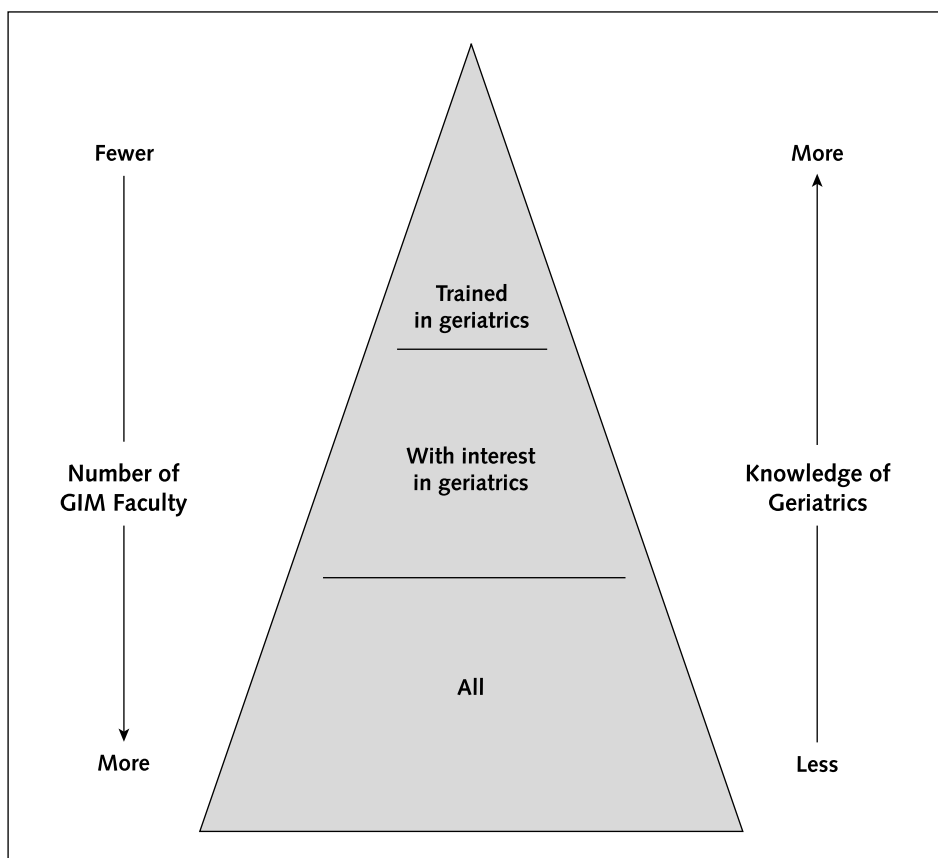 Fewer
More
Trained
in geriatrics
With interest
in geriatrics
Number of
GIM Faculty
Knowledge of
Geriatrics
All
More
Less